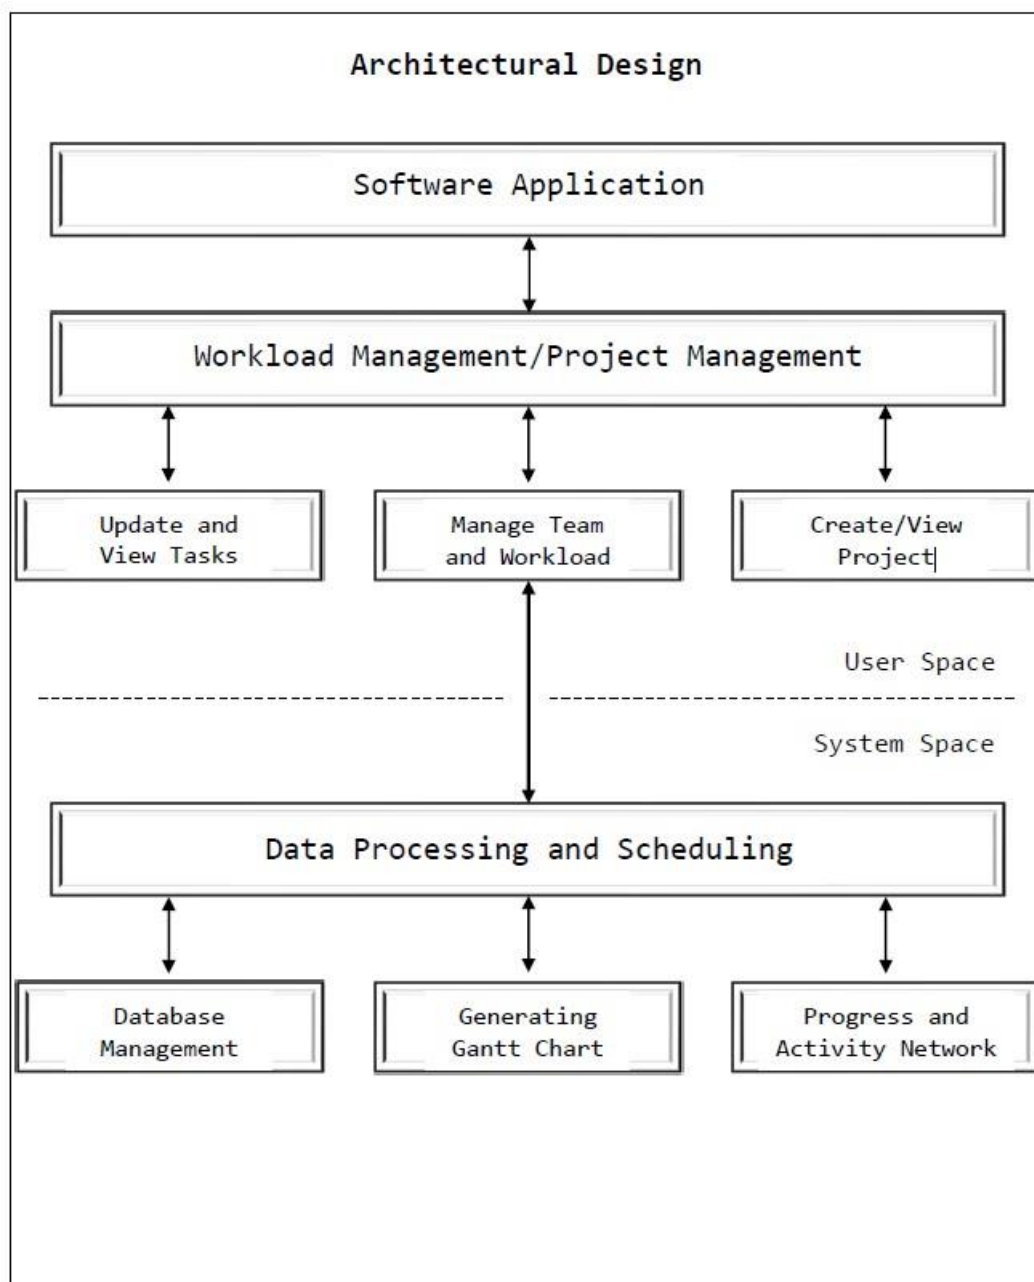 Architectural Design
Software Application
Workload Management/Project Management
Update and
View Tasks
Manage Team
and Workload
Create/View
Project
User Space
System Space
Data Processing and Scheduling
Database
Management
Generating
Gantt Chart
Progress and
Activity Network